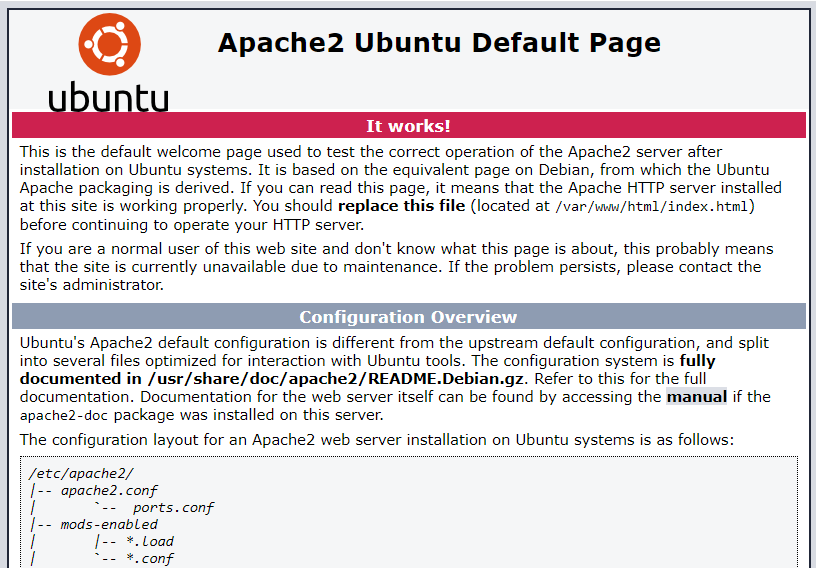 ubuntu
Apache2 Ubuntu Default Page
It works!
This is the default welcome page used to test the correct operation of the Apache2 server after
installation on Ubuntu systems. It is based on the equivalent page on Debian, from which the Ubuntu
Apache packaging is derived. If you can read this page, it means that the Apache HTTP server installed
at this site is working properly. You should replace this file (located at /var/www/html/index.html)
before continuing to operate your HTTP server.
If you are a normal user of this web site and don't know what this page is about, this probably means
that the site is currently unavailable due to maintenance. If the problem persists, please contact the
site's administrator.
Configuration Overview
Ubuntu's Apache2 default configuration is different from the upstream default configuration, and split
into several files optimized for interaction with Ubuntu tools. The configuration system is fully
documented in /usr/share/doc/apache2/README.Debian.gz. Refer to this for the full
documentation. Documentation for the web server itself can be found by accessing the manual if the
apache2-doc package was installed on this server.
The configuration layout for an Apache2 web server installation on Ubuntu systems is as follows:
/etc/apache2/
|-- apache2.conf
|       `--  ports.conf
|-- mods-enabled
|       |-- *.load
|       `-- *.conf